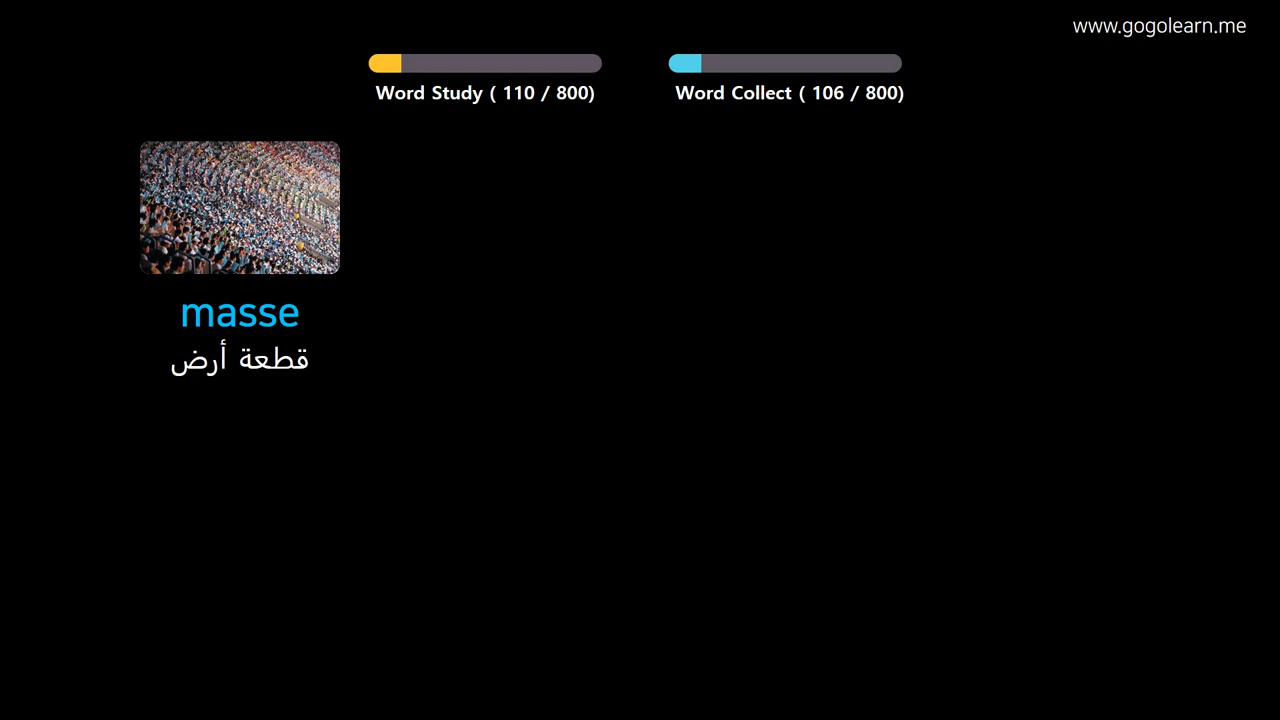 www.gogolearn.me
Word Study ( 110 / 800)
Word Collect ( 106 / 800)
masse
قطعة أرض